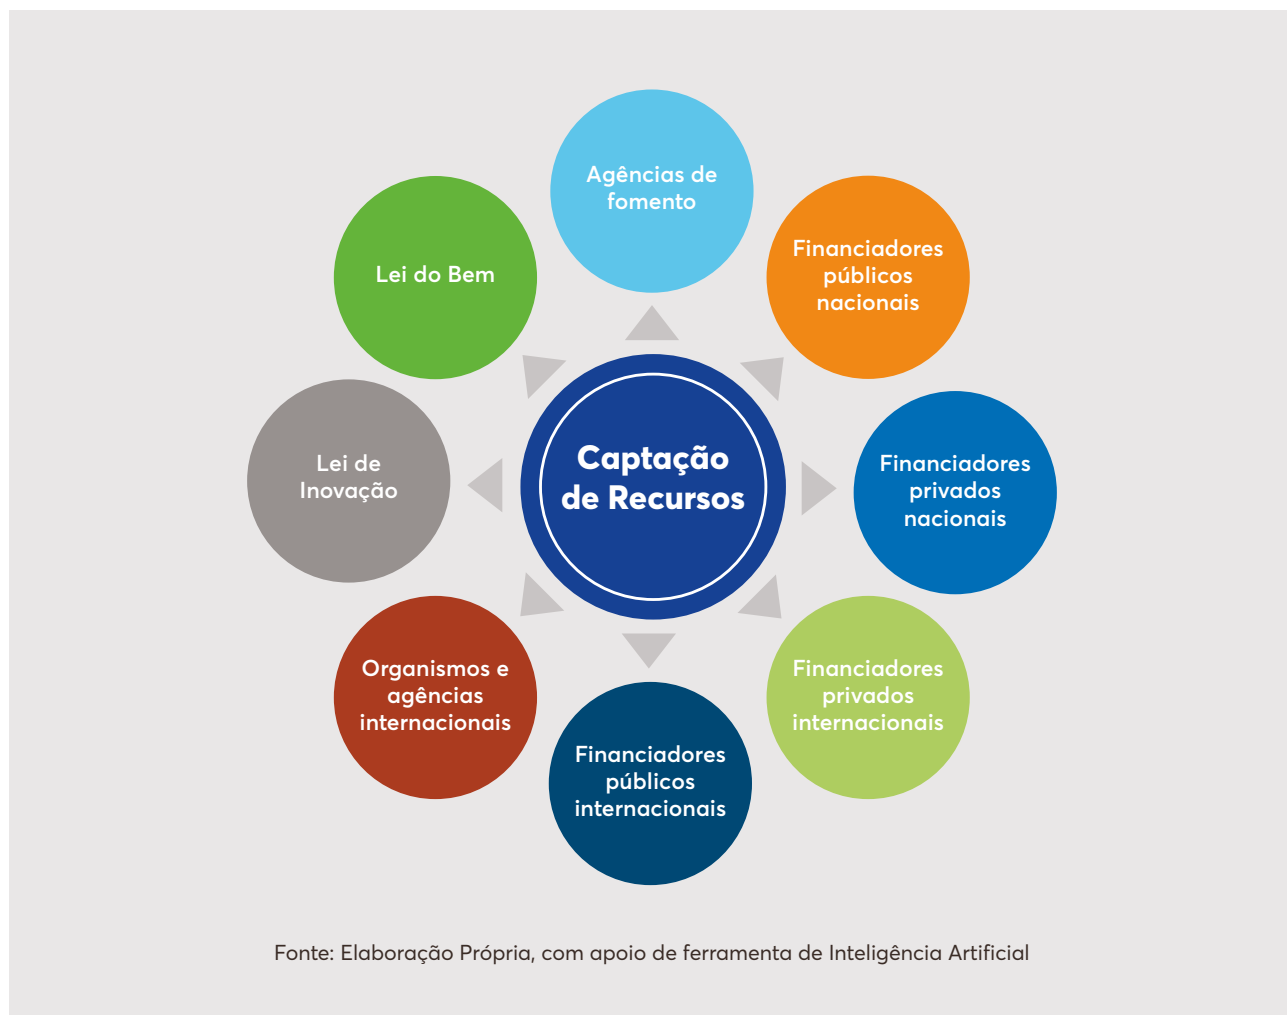 Agências de
fomento
Financiadores
públicos
nacionais
Financiadores
privados
nacionais
Financiadores
privados
internacionais
Financiadores
públicos
internacionais
Organismos e
agências
internacionais
Lei de
Inovação
Lei do Bem
Captação
de Recursos
Fonte: Elaboração Própria, com apoio de ferramenta de Inteligência Artificial